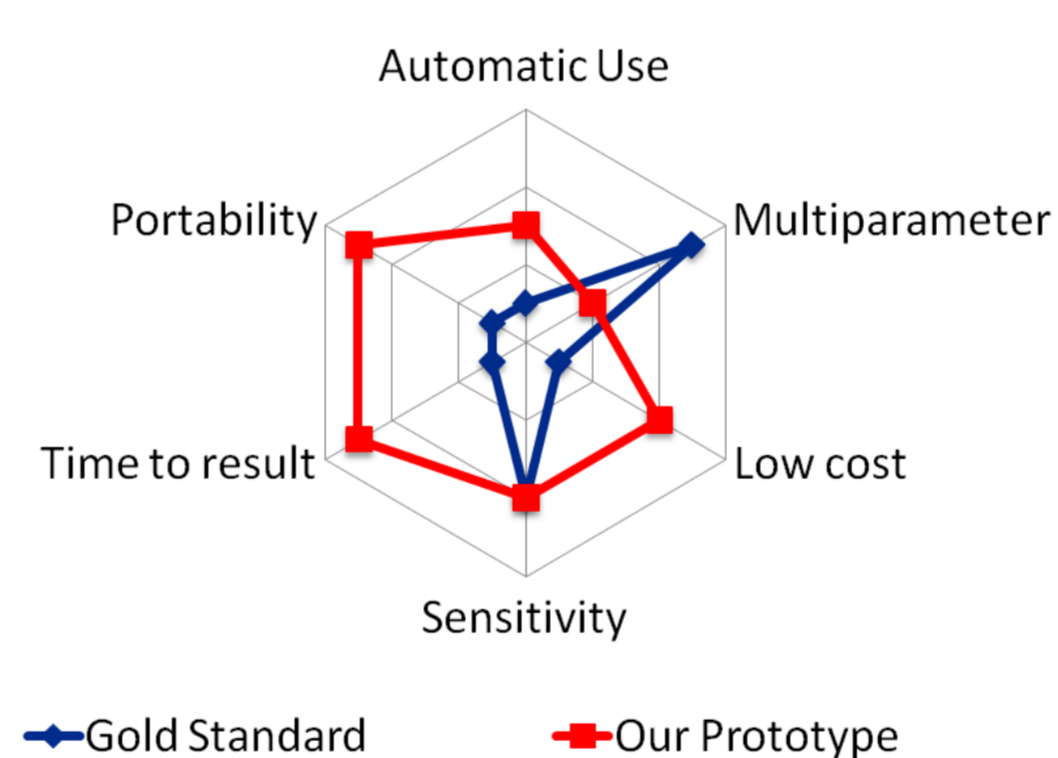 Automatic Use
Portability
Multiparameter
Time to result
Low cost
Sensitivity
Gold Standard
Our Prototype